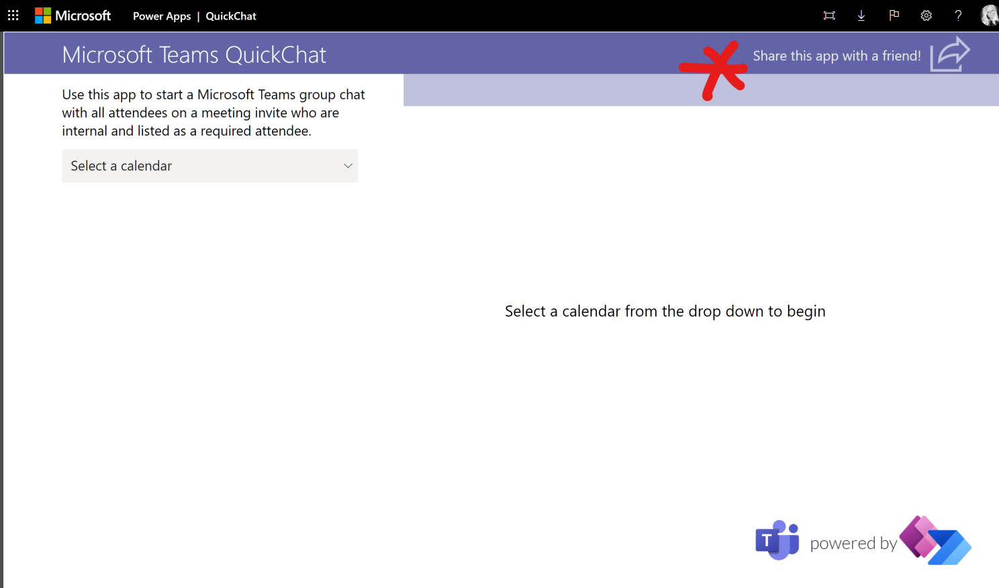 Microsoft Power Apps | QuickChat
?
Microsoft Teams QuickChat
Share this app with a friend!
Use this app to start a Microsoft Teams group chat
with all attendees on a meeting invite who are
internal and listed as a required attendee.
Select a calendar
Select a calendar from the drop down to begin
T powered by